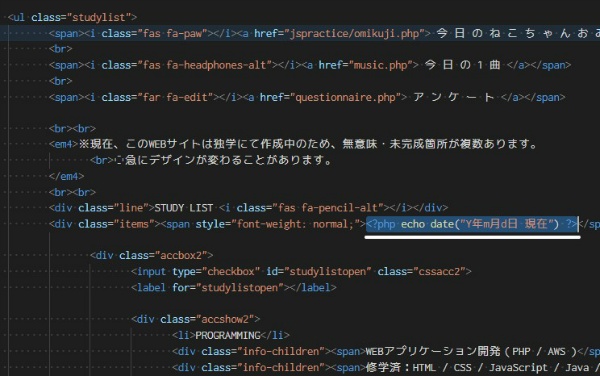 <ul class="studylist">
<span><i class="fas fa-paw"></i><a href="jspractice/omikuji.php"> 今 日 の ね こ ち ゃ ん お み
<br>
<span><i class="fas fa-headphones-alt"></i><a href="music.php"> 今 日 の 1 曲 </a></span>
<br>
<span><i class="far fa-edit"></i><a href="questionnaire.php"> ア ン ケ ー ト </a></span>
<br><br>
<em4>※現在、このWEBサイトは独学にて作成中のため、無意味・未完成箇所が複数あります。
<br>急にデザインが変わることがあります。
</em4>
<br><br>
<div class="line">STUDY LIST <i class="fas fa-pencil-alt"></i></div>
<div class="items"><span style="font-weight: normal;"><?php echo date("Y年m月d日 現在") ?></sp
<div class="accbox2">
<input type="checkbox" id="studylistopen" class="cssacc2">
<label for="studylistopen"></label>
<div class="accshow2">
<li>PROGRAMMING</li>
<div class="info-children"><span>WEBアプリケーション開発 ( PHP / AWS )</sp
<div class="info-children"><span>修学済：HTML / CSS / JavaScript / Java /